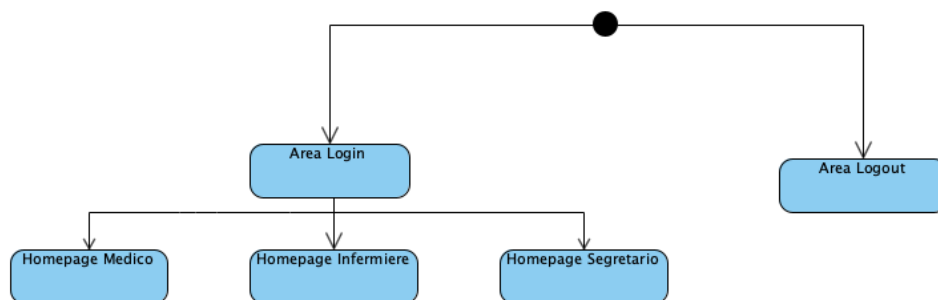 Area Login
Area Logout
Homepage Medico
Homepage Infermiere
Homepage Segretario